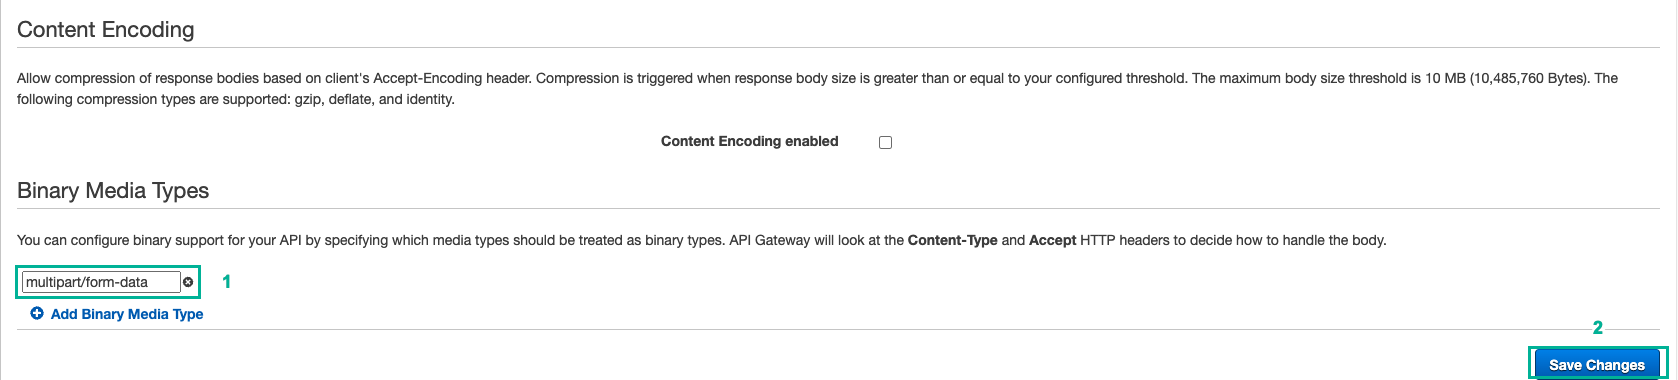 Content Encoding
Allow compression of response bodies based on client's Accept-Encoding header. Compression is triggered when response body size is greater than or equal to your configured threshold. The maximum body size threshold is 10 MB (10,485,760 Bytes). The
following compression types are supported: gzip, deflate, and identity.
Content Encoding enabled
Binary Media Types
You can configure binary support for your API by specifying which media types should be treated as binary types. API Gateway will look at the Content-Type and Accept HTTP headers to decide how to handle the body.
multipart/form-data 1
Add Binary Media Type
2
Save Changes